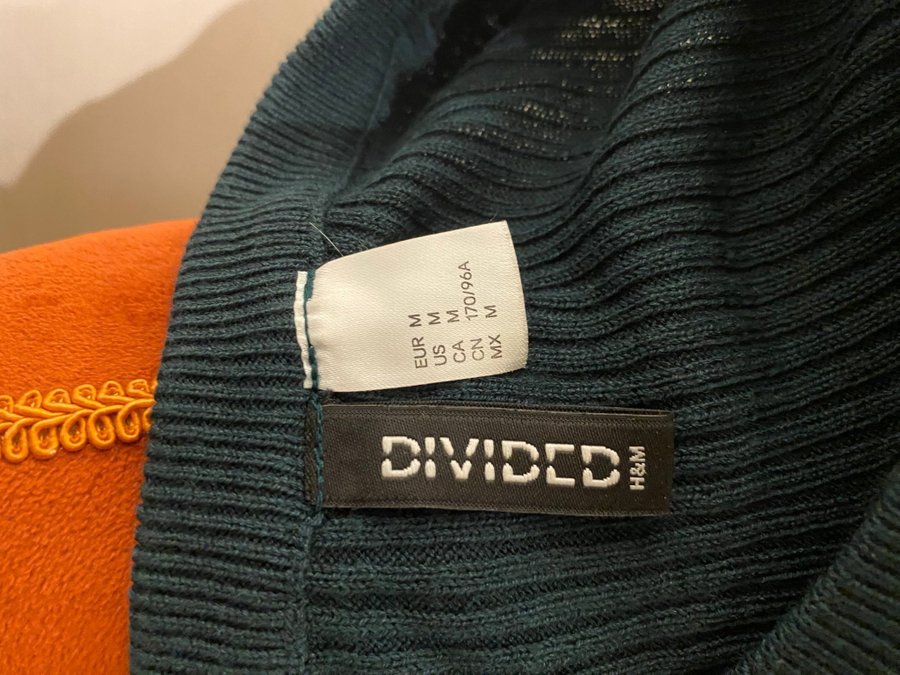 EUR M
US M
CA M
CN 170/96A
MX M
DIVIDED
H&M